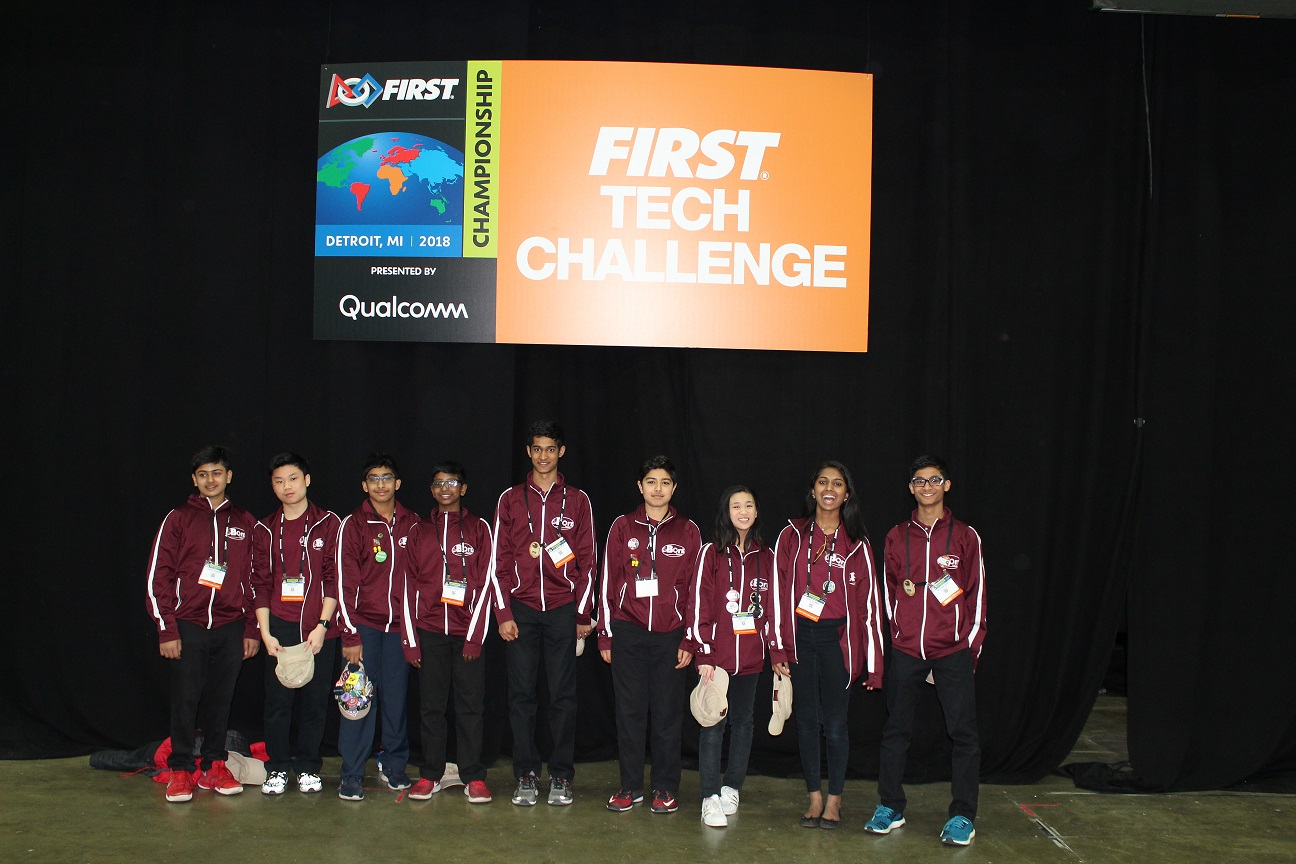 FIRST
CHAMPIONSHIP
DETROIT, MI | 2018
PRESENTED BY
Qualcomm
FIRST®
TECH
CHALLENGE